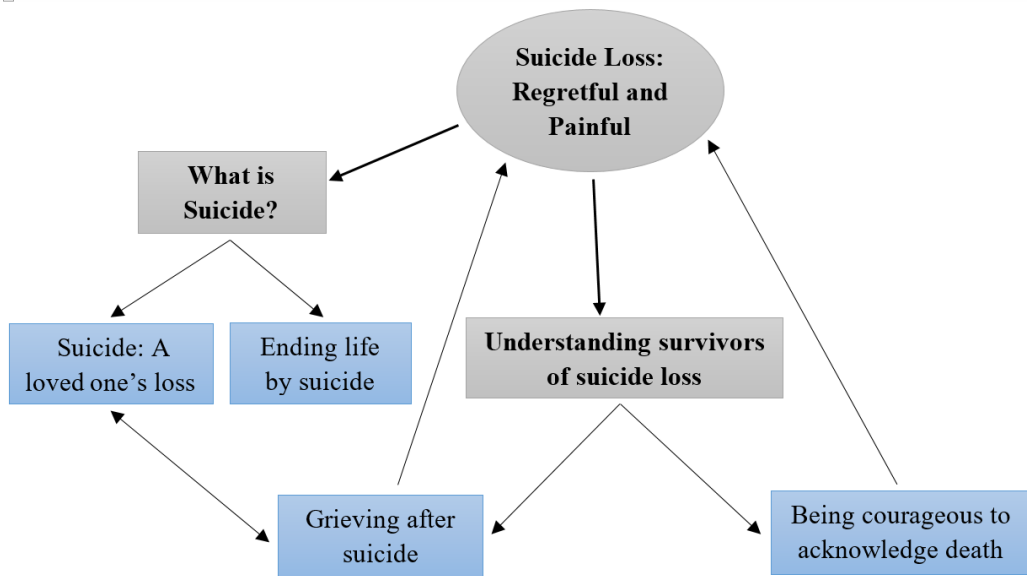 Suicide Loss:
Regretful and
Painful
What is
Suicide?
Suicide: A
loved one’s loss
Ending life
by suicide
Understanding survivors
of suicide loss
Grieving after
suicide
Being courageous to
acknowledge death